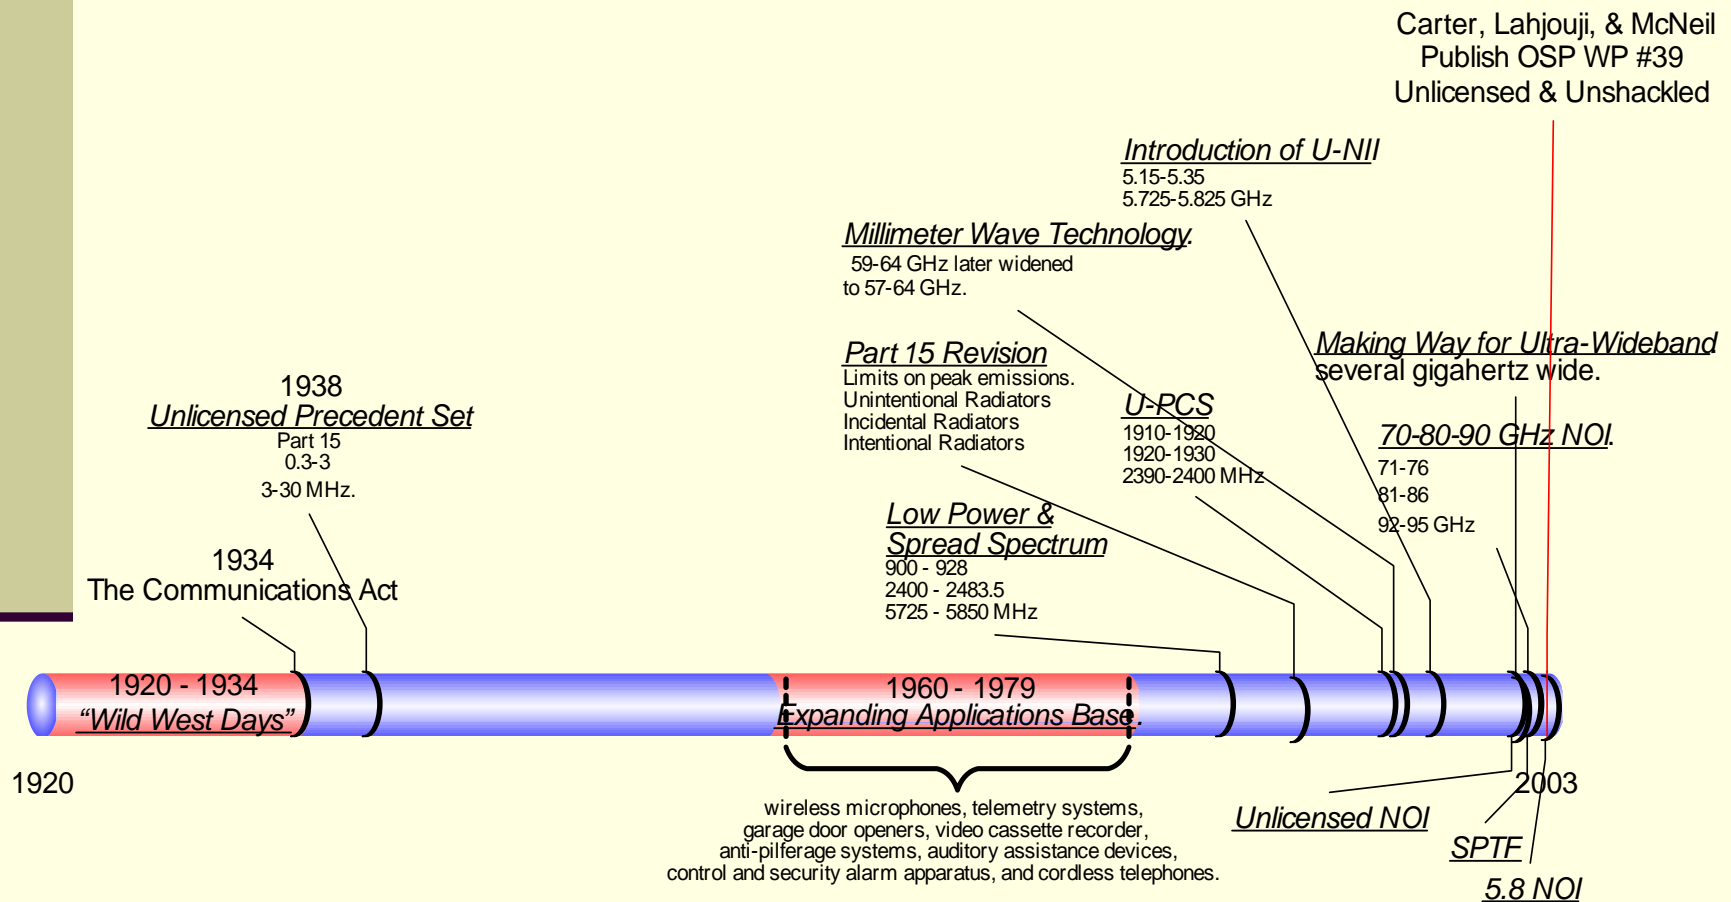 Carter, Lahjouji, & McNeil
Publish OSP WP #39
Unlicensed & Unshackled
Introduction of U-NII
5.15-5.35
5.725-5.825 GHz
Millimeter Wave Technology.
59-64 GHz later widened
to 57-64 GHz.
Making Way for Ultra-Wideband
several gigahertz wide.
Part 15 Revision
Limits on peak emissions.
Unintentional Radiators
Incidental Radiators
Intentional Radiators
U-PCS
1910-1920
1920-1930
2390-2400 MHz
70-80-90 GHz NOI.
71-76
81-86
92-95 GHz
1938
Unlicensed Precedent Set
Part 15
0.3-3
3-30 MHz.
Low Power &
Spread Spectrum
900 - 928
2400 - 2483.5
5725 - 5850 MHz
1934
The Communications Act
1920 - 1934
“Wild West Days”
1960 - 1979
Expanding Applications Base.
1920
2003
wireless microphones, telemetry systems,
garage door openers, video cassette recorder,
anti-pilferage systems, auditory assistance devices,
control and security alarm apparatus, and cordless telephones.
Unlicensed NOI
SPTF
5.8 NOI